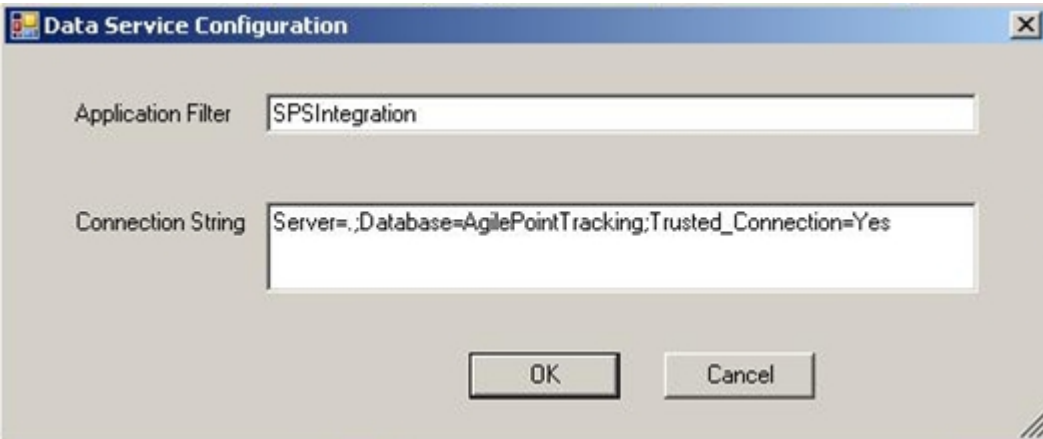 Data Service Configuration
Application Filter SPSIntegration
Connection String Server=.;Database=AgilePointTracking;Trusted_Connection=Yes
OK Cancel